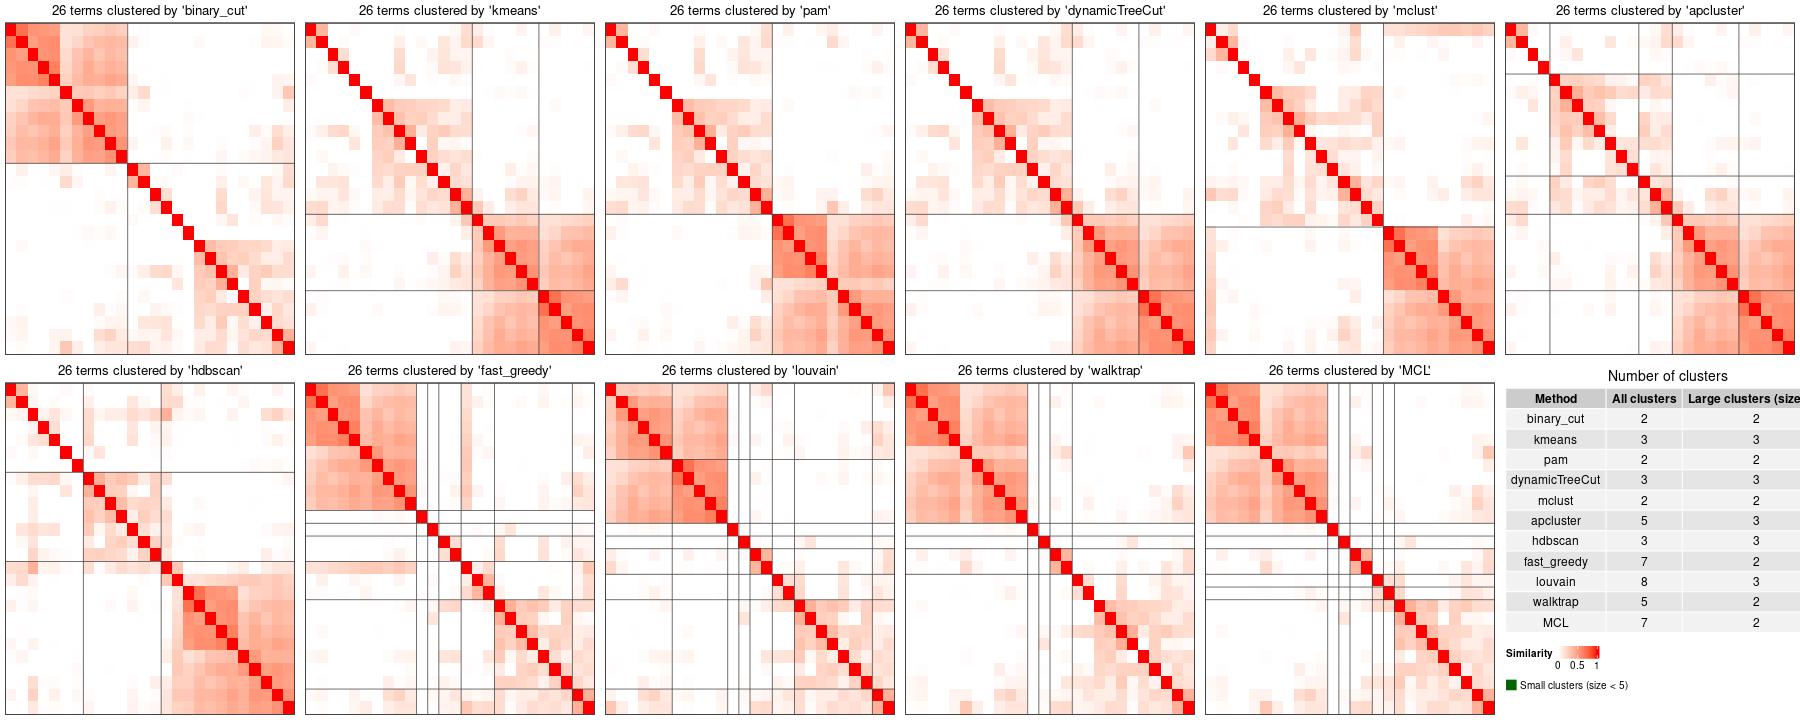 26 terms clustered by 'binary_cut'
26 terms clustered by 'kmeans'
26 terms clustered by 'pam'
26 terms clustered by 'dynamicTreeCut'
26 terms clustered by 'mclust'
26 terms clustered by 'apcluster'
26 terms clustered by 'hdbscan'
26 terms clustered by 'fast_greedy'
26 terms clustered by 'louvain'
26 terms clustered by 'walktrap'
26 terms clustered by 'MCL'
Number of clusters
Method All clusters Large clusters (size
binary_cut 2 2
kmeans 3 3
pam 2 2
dynamicTreeCut 3 3
mclust 2 2
apcluster 5 3
hdbscan 3 3
fast_greedy 7 2
louvain 8 3
walktrap 5 2
MCL 7 2
Similarity
0 0.5 1
Small clusters (size < 5)